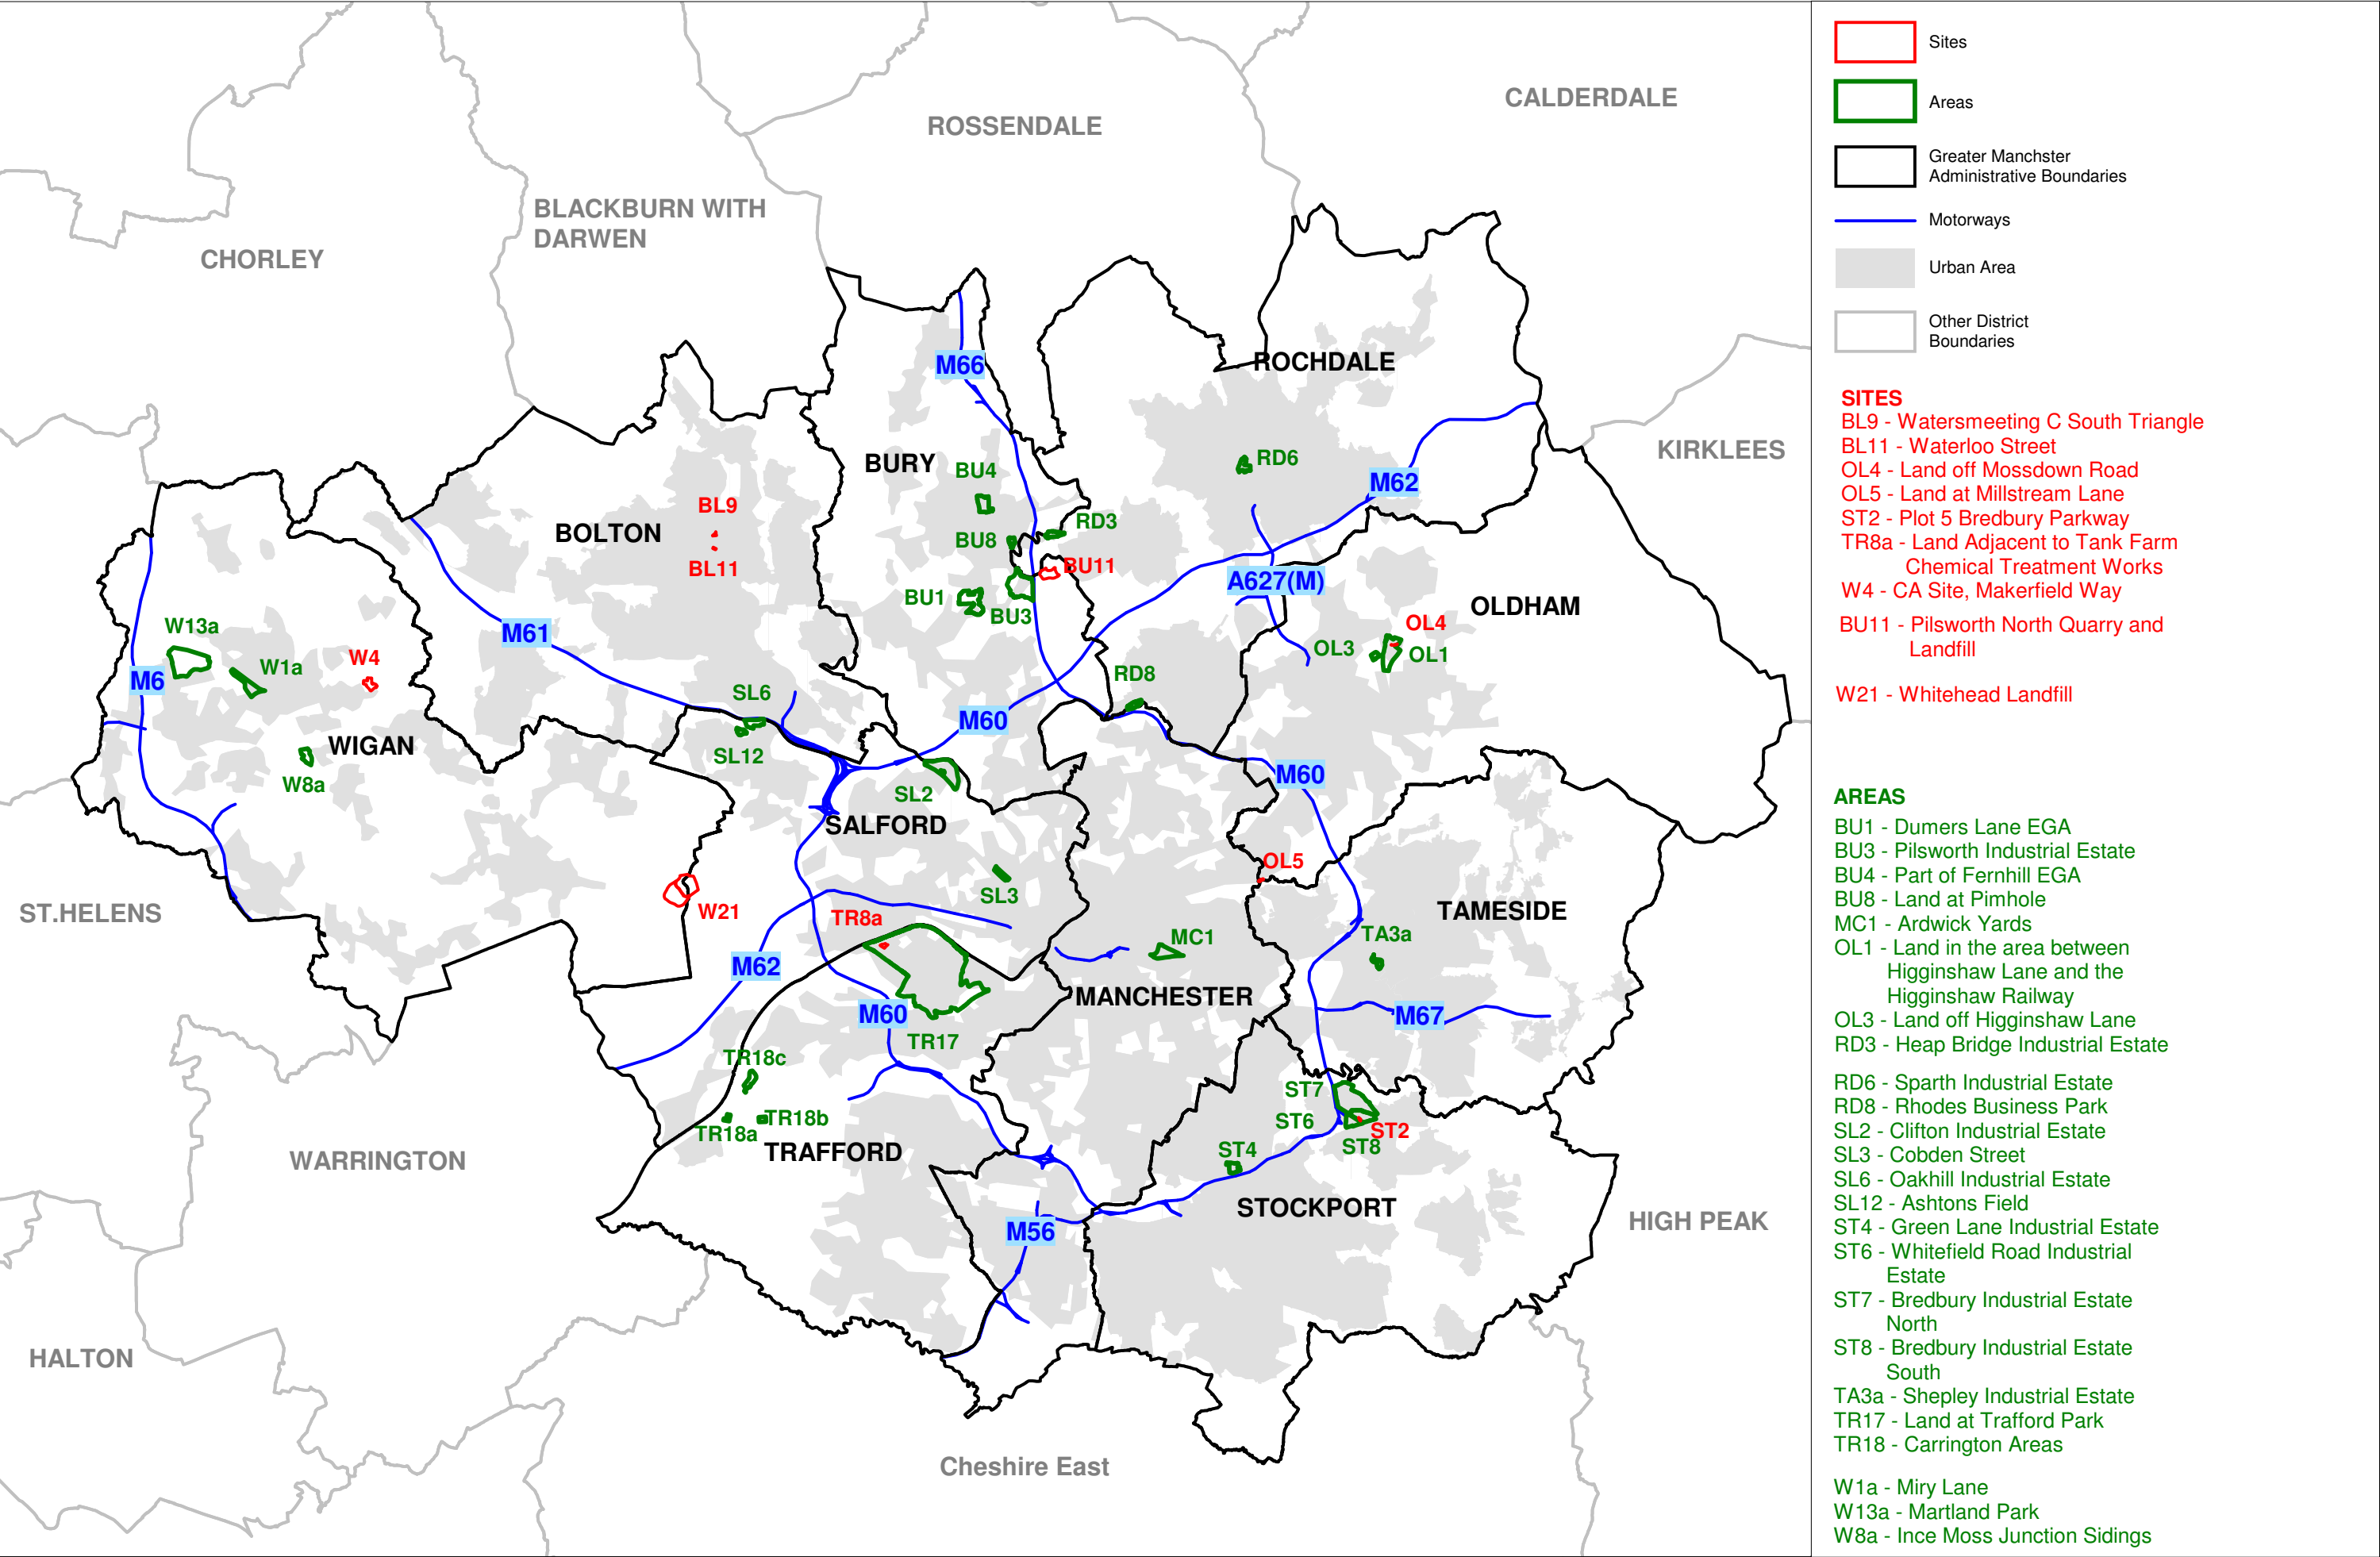 CALDERDALE
ROSSENDALE
BLACKBURN WITH
DARWEN
CHORLEY
M66
ROCHDALE
KIRKLEES
BURY
BU4
RD6
M62
BL9
BOLTON
RD3
BU8
BL11
BU11
A627(M)
BU1
BU3
OLDHAM
OL4
W13a
M61
OL3
OL1
W4
W1a
M6
RD8
SL6
M60
WIGAN
SL12
M60
W8a
SL2
SALFORD
OL5
SL3
ST.HELENS
W21
TR8a
TAMESIDE
TA3a
MC1
M62
MANCHESTER
M60
M67
TR17
TR18c
ST7
TR18b
ST6
TR18a
ST2
TRAFFORD
ST8
ST4
WARRINGTON
STOCKPORT
HIGH PEAK
M56
HALTON
Cheshire East
Sites
Areas
Greater Manchster
Administrative Boundaries
Motorways
Urban Area
Other District
Boundaries
SITES
BL9 - Watersmeeting C South Triangle
BL11 - Waterloo Street
OL4 - Land off Mossdown Road
OL5 - Land at Millstream Lane
ST2 - Plot 5 Bredbury Parkway
TR8a - Land Adjacent to Tank Farm
Chemical Treatment Works
W4 - CA Site, Makerfield Way
BU11 - Pilsworth North Quarry and
Landfill
W21 - Whitehead Landfill
AREAS
BU1 - Dumers Lane EGA
BU3 - Pilsworth Industrial Estate
BU4 - Part of Fernhill EGA
BU8 - Land at Pimhole
MC1 - Ardwick Yards
OL1 - Land in the area between
Higginshaw Lane and the
Higginshaw Railway
OL3 - Land off Higginshaw Lane
RD3 - Heap Bridge Industrial Estate
RD6 - Sparth Industrial Estate
RD8 - Rhodes Business Park
SL2 - Clifton Industrial Estate
SL3 - Cobden Street
SL6 - Oakhill Industrial Estate
SL12 - Ashtons Field
ST4 - Green Lane Industrial Estate
ST6 - Whitefield Road Industrial
Estate
ST7 - Bredbury Industrial Estate
North
ST8 - Bredbury Industrial Estate
South
TA3a - Shepley Industrial Estate
TR17 - Land at Trafford Park
TR18 - Carrington Areas
W1a - Miry Lane
W13a - Martland Park
W8a - Ince Moss Junction Sidings